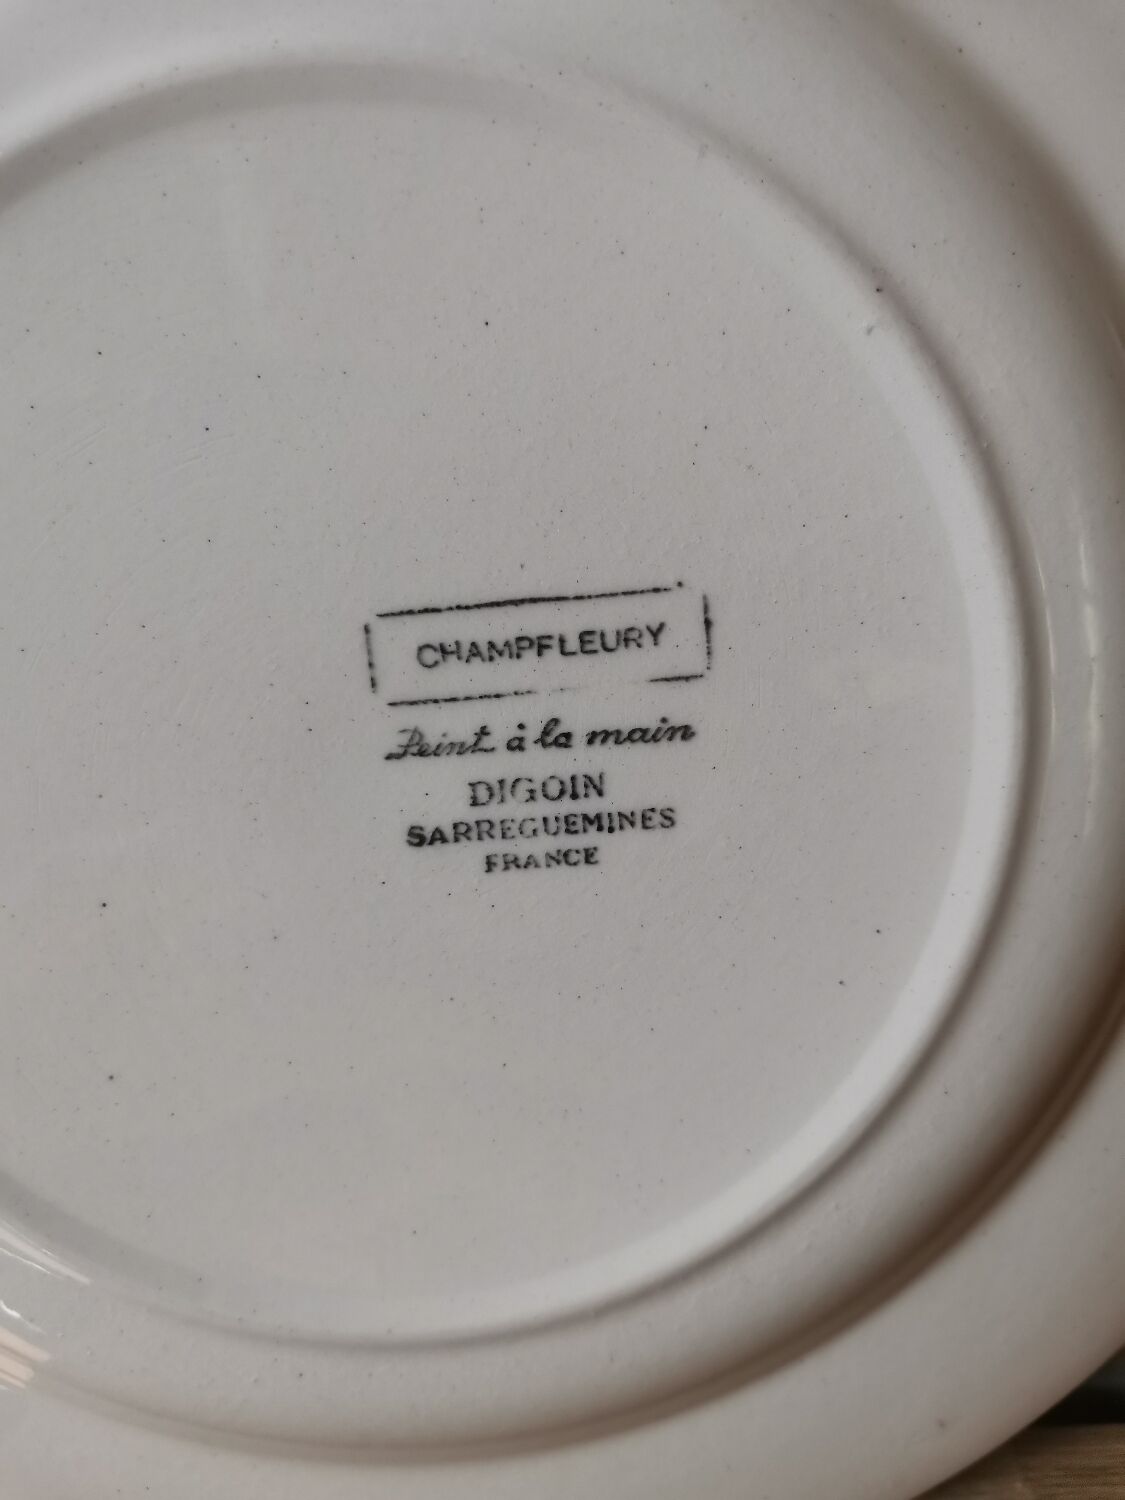 CHAMPFLEURY
Peint à la main
DIGOIN
SARREGUEMINES
FRANCE